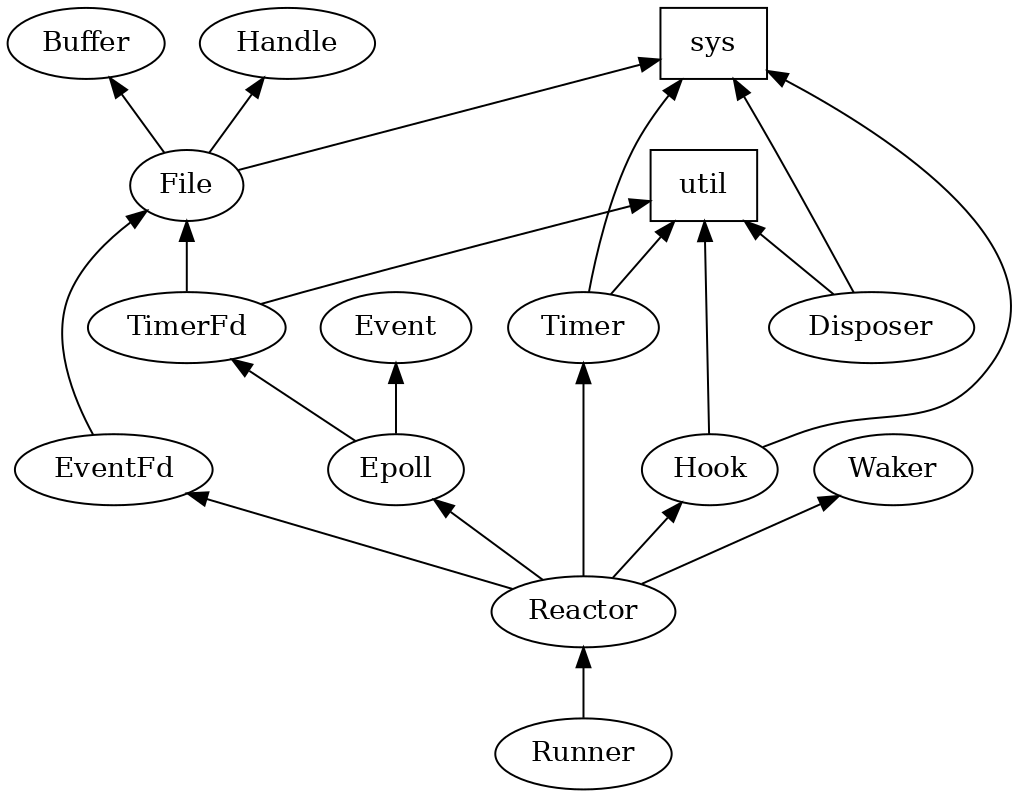 Buffer
Handle
sys
File
util
TimerFd
Event
Timer
Disposer
EventFd
Epoll
Hook
Waker
Reactor
Runner